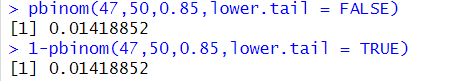 > pbinom(47,50,0.85,lower.tail = FALSE)
[1] 0.01418852
> 1-pbinom(47,50,0.85,lower.tail = TRUE)
[1] 0.01418852